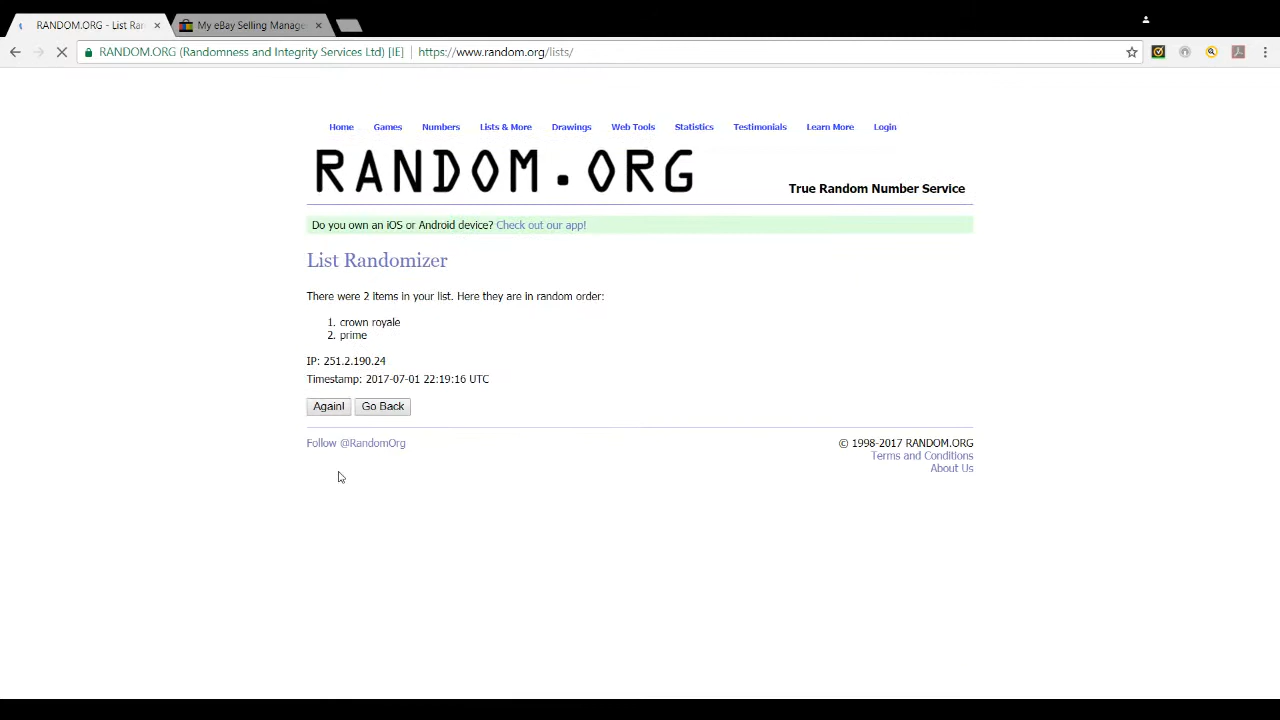 RANDOM.ORG - List Ran
My eBay Selling Manage
RANDOM.ORG (Randomness and Integrity Services Ltd) [IE] https://www.random.org/lists/
Home Games Numbers Lists & More Drawings Web Tools Statistics Testimonials Learn More Login
RANDOM.ORG
True Random Number Service
Do you own an iOS or Android device? Check out our app!
List Randomizer
There were 2 items in your list. Here they are in random order:
1. crown royale
2. prime
IP: 251.2.190.24
Timestamp: 2017-07-01 22:19:16 UTC
Again! Go Back
Follow @RandomOrg
© 1998-2017 RANDOM.ORG
Terms and Conditions
About Us